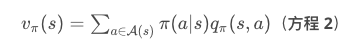 v_π(s) = ∑_{a∈𝒜(s)} π(a|s)q_π(s, a)（方程 2）